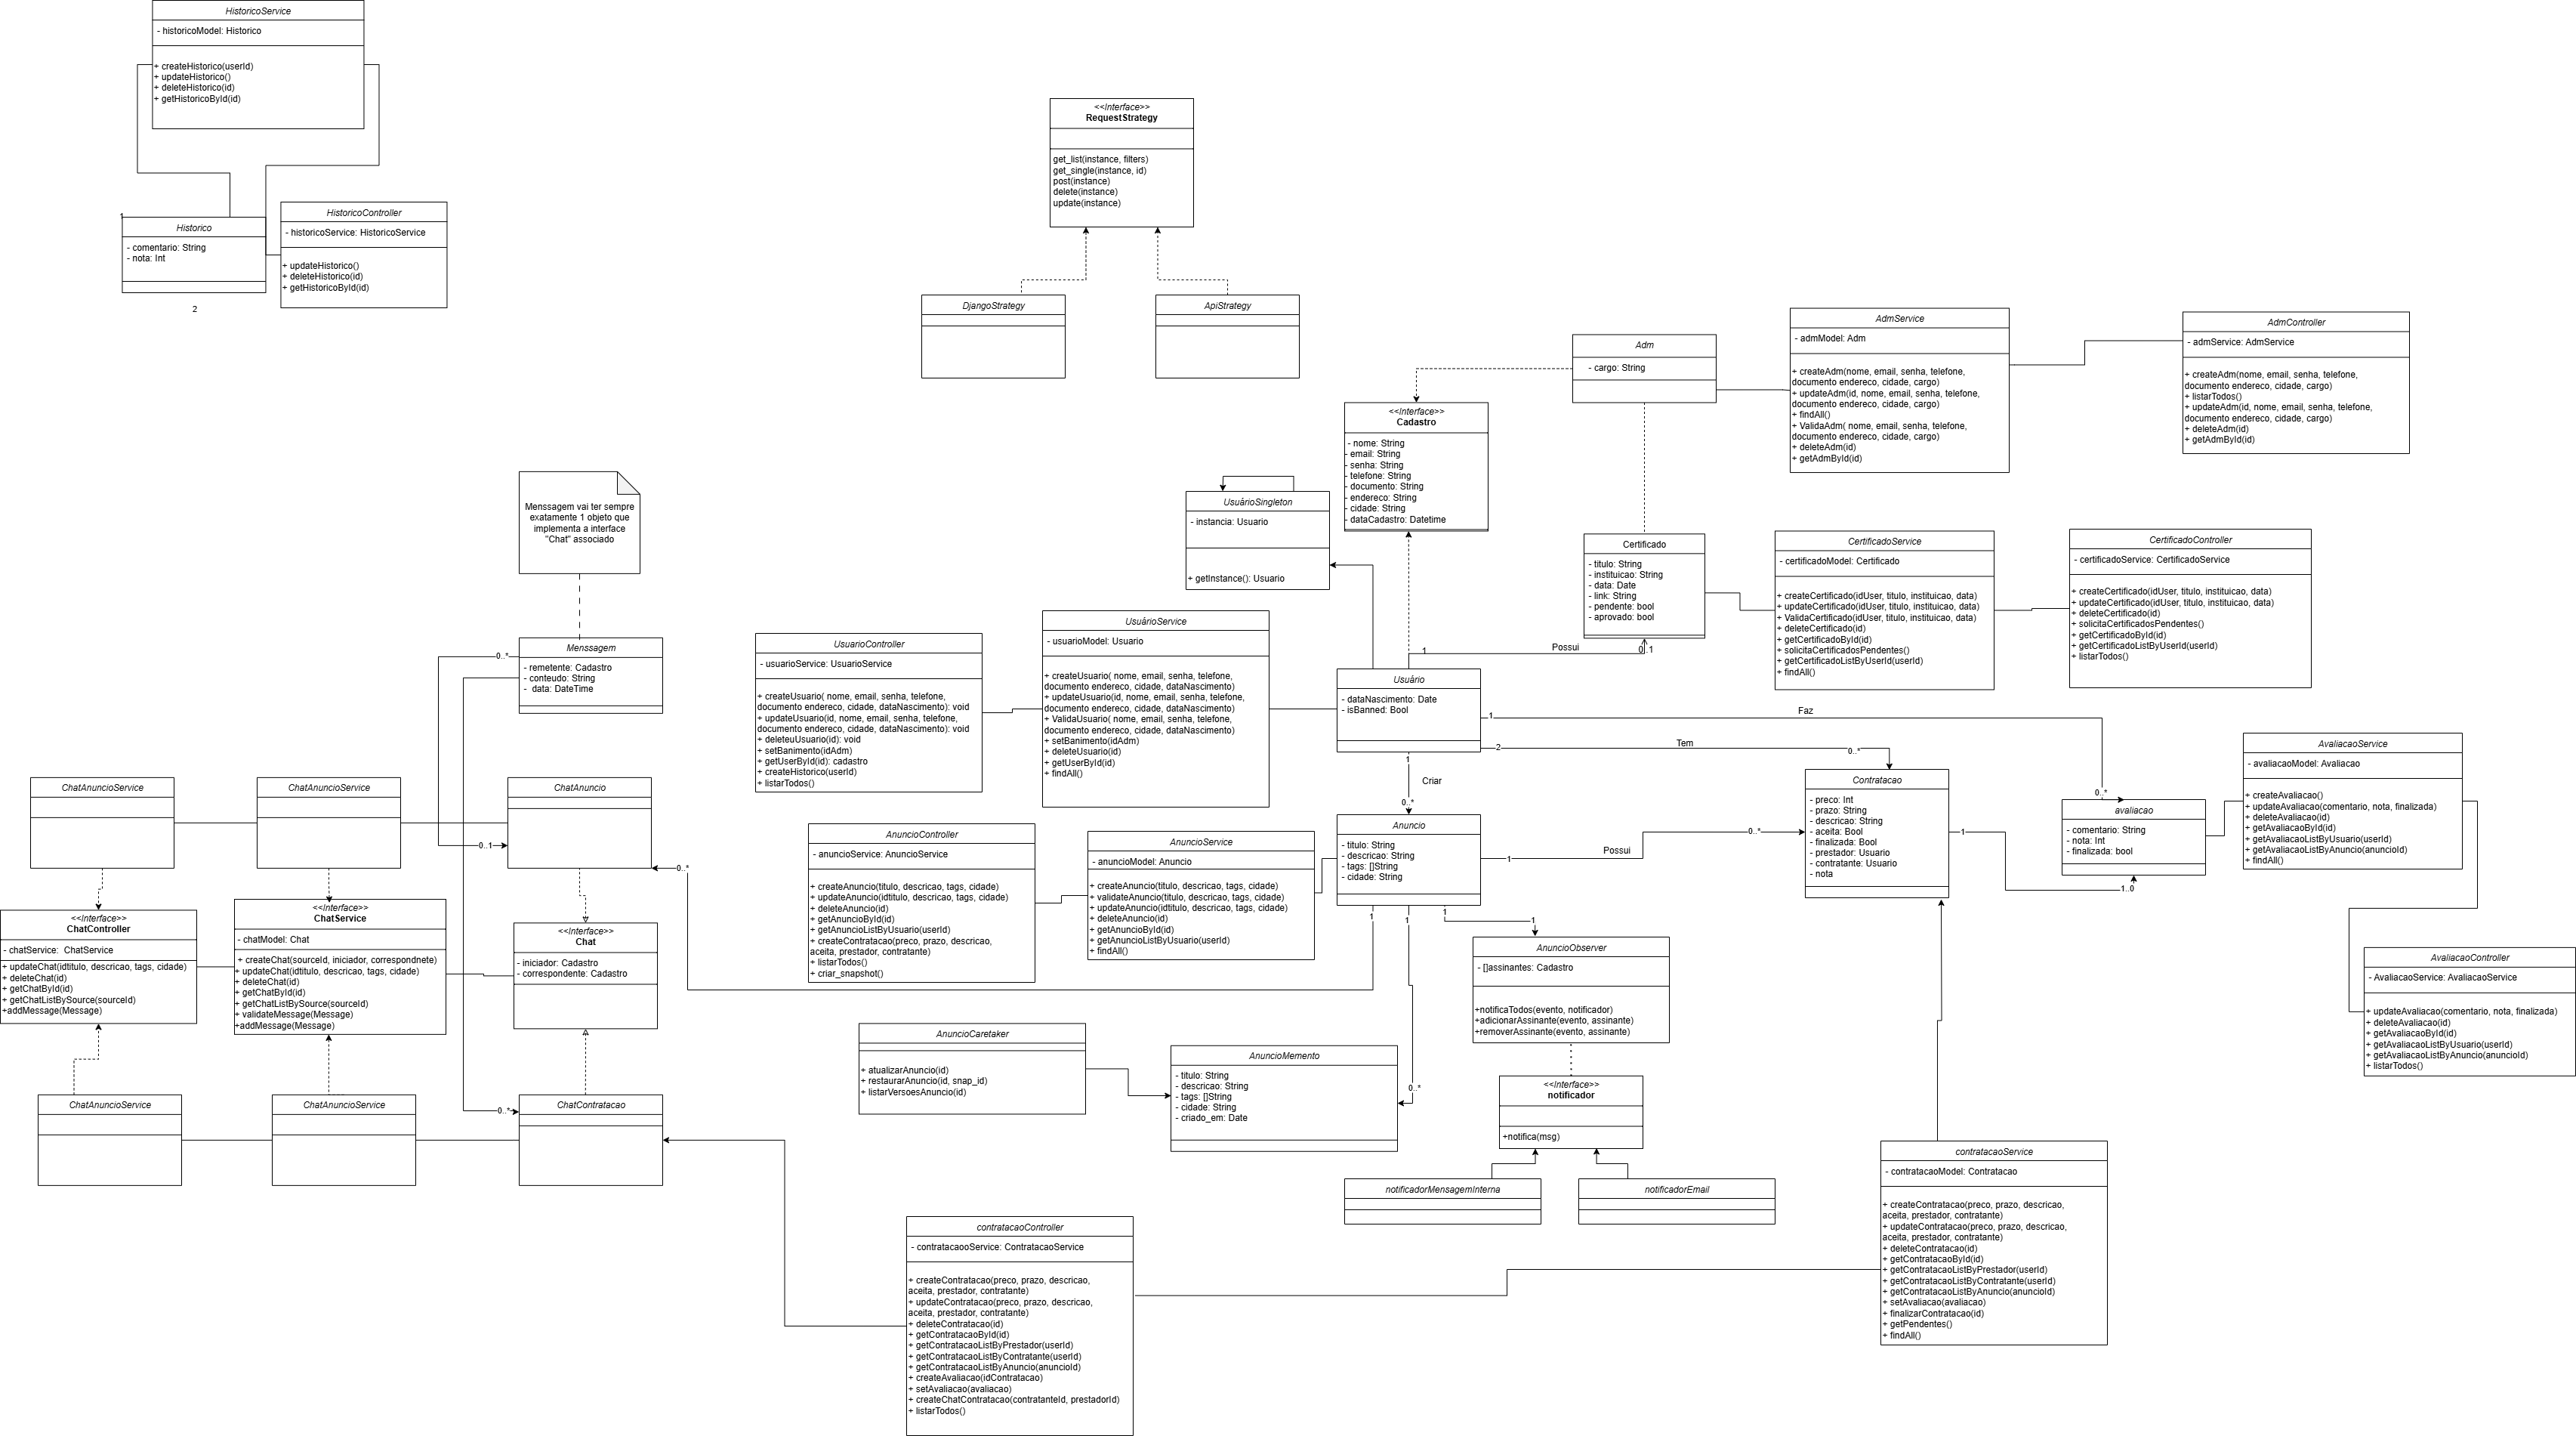 HistoricoService
- historicoModel: Historico
+ createHistorico(userId)
+ updateHistorico()
+ deleteHistorico(id)
+ getHistoricoById(id)
1
Historico
- comentario: String
- nota: Int
2
HistoricoController
- historicoService: HistoricoService
+ updateHistorico()
+ deleteHistorico(id)
+ getHistoricoById(id)
<<Interface>>
RequestStrategy
get_list(instance, filters)
get_single(instance, id)
post(instance)
delete(instance)
update(instance)
DjangoStrategy
ApiStrategy
Adm
- cargo: String
AdmService
- admModel: Adm
+ createAdm(nome, email, senha, telefone,
documento endereco, cidade, cargo)
+ updateAdm(id, nome, email, senha, telefone,
documento endereco, cidade, cargo)
+ findAll()
+ ValidaAdm( nome, email, senha, telefone,
documento endereco, cidade, cargo)
+ deleteAdm(id)
+ getAdmById(id)
AdmController
- admService: AdmService
+ createAdm(nome, email, senha, telefone,
documento endereco, cidade, cargo)
+ listarTodos()
+ updateAdm(id, nome, email, senha, telefone,
documento endereco, cidade, cargo)
+ deleteAdm(id)
+ getAdmById(id)
<<Interface>>
Cadastro
- nome: String
- email: String
- senha: String
- telefone: String
- documento: String
- endereco: String
- cidade: String
- dataCadastro: Datetime
UsuárioSingleton
- instancia: Usuario
+ getInstance(): Usuario
Menssagem vai ter sempre
exatamente 1 objeto que
implementa a interface
"Chat" associado
Certificado
- titulo: String
- instituicao: String
- data: Date
- link: String
- pendente: bool
- aprovado: bool
CertificadoService
- certificadoModel: Certificado
+ createCertificado(idUser, titulo, instituicao, data)
+ updateCertificado(idUser, titulo, instituicao, data)
+ ValidaCertificado(idUser, titulo, instituicao, data)
+ deleteCertificado(id)
+ getCertificadoById(id)
+ solicitaCertificadosPendentes()
+ getCertificadoListByUserId(userId)
+ findAll()
CertificadoController
- certificadoService: CertificadoService
+ createCertificado(idUser, titulo, instituicao, data)
+ updateCertificado(idUser, titulo, instituicao, data)
+ deleteCertificado(id)
+ solicitaCertificadosPendentes()
+ getCertificadoById(id)
+ getCertificadoListByUserId(userId)
+ listarTodos()
1
Possui
0..1
Menssagem
- remetente: Cadastro
- conteudo: String
- data: DateTime
0..*
UsuarioController
- usuarioService: UsuarioService
+ createUsuario( nome, email, senha, telefone,
documento endereco, cidade, dataNascimento): void
+ updateUsuario(id, nome, email, senha, telefone,
documento endereco, cidade, dataNascimento): void
+ deleteuUsuario(id): void
+ setBanimento(idAdm)
+ getUserById(id): cadastro
+ createHistorico(userId)
+ listarTodos()
UsuárioService
- usuarioModel: Usuario
+ createUsuario( nome, email, senha, telefone,
documento endereco, cidade, dataNascimento)
+ updateUsuario(id, nome, email, senha, telefone,
documento endereco, cidade, dataNascimento)
+ ValidaUsuario( nome, email, senha, telefone,
documento endereco, cidade, dataNascimento)
+ setBanimento(idAdm)
+ deleteUsuario(id)
+ getUserById(id)
+ findAll()
Usuário
- dataNascimento: Date
- isBanned: Bool
1
Faz
0..*
2
Tem
0..*
1
Criar
0..*
Contratacao
- preco: Int
- prazo: String
- descricao: String
- aceita: Bool
- finalizada: Bool
- prestador: Usuario
- contratante: Usuario
- nota
1
1..0
avaliacao
- comentario: String
- nota: Int
- finalizada: bool
AvaliacaoService
- avaliacaoModel: Avaliacao
+ createAvaliacao()
+ updateAvaliacao(comentario, nota, finalizada)
+ deleteAvaliacao(id)
+ getAvaliacaoById(id)
+ getAvaliacaoListByUsuario(userId)
+ getAvaliacaoListByAnuncio(anuncioId)
+ findAll()
AvaliacaoController
- AvaliacaoService: AvaliacaoService
+ updateAvaliacao(comentario, nota, finalizada)
+ deleteAvaliacao(id)
+ getAvaliacaoById(id)
+ getAvaliacaoListByUsuario(userId)
+ getAvaliacaoListByAnuncio(anuncioId)
+ listarTodos()
ChatAnuncioService
ChatAnuncioService
ChatAnuncio
0..1
0..*
AnuncioController
- anuncioService: AnuncioService
+ createAnuncio(titulo, descricao, tags, cidade)
+ updateAnuncio(idtitulo, descricao, tags, cidade)
+ deleteAnuncio(id)
+ getAnuncioById(id)
+ getAnuncioListByUsuario(userId)
+ createContratacao(preco, prazo, descricao,
aceita, prestador, contratante)
+ listarTodos()
+ criar_snapshot()
AnuncioService
- anuncioModel: Anuncio
+ createAnuncio(titulo, descricao, tags, cidade)
+ validateAnuncio(titulo, descricao, tags, cidade)
+ updateAnuncio(idtitulo, descricao, tags, cidade)
+ deleteAnuncio(id)
+ getAnuncioById(id)
+ getAnuncioListByUsuario(userId)
+ findAll()
Anuncio
- titulo: String
- descricao: String
- tags: []String
- cidade: String
1
Possui
0..*
1
1
1
1
<<Interface>>
ChatController
- chatService:  ChatService
+ updateChat(idtitulo, descricao, tags, cidade)
+ deleteChat(id)
+ getChatById(id)
+ getChatListBySource(sourceId)
+addMessage(Message)
<<Interface>>
ChatService
- chatModel: Chat
+ createChat(sourceId, iniciador, correspondnete)
+ updateChat(idtitulo, descricao, tags, cidade)
+ deleteChat(id)
+ getChatById(id)
+ getChatListBySource(sourceId)
+ validateMessage(Message)
+addMessage(Message)
<<Interface>>
Chat
- iniciador: Cadastro
- correspondente: Cadastro
AnuncioObserver
- []assinantes: Cadastro
+notificaTodos(evento, notificador)
+adicionarAssinante(evento, assinante)
+removerAssinante(evento, assinante)
AnuncioCaretaker
+ atualizarAnuncio(id)
+ restaurarAnuncio(id, snap_id)
+ listarVersoesAnuncio(id)
AnuncioMemento
- titulo: String
- descricao: String
- tags: []String
- cidade: String
- criado_em: Date
0..*
<<Interface>>
notificador
+notifica(msg)
notificadorMensagemInterna
notificadorEmail
ChatAnuncioService
ChatAnuncioService
ChatContratacao
0..*
contratacaoController
- contratacaooService: ContratacaoService
+ createContratacao(preco, prazo, descricao,
aceita, prestador, contratante)
+ updateContratacao(preco, prazo, descricao,
aceita, prestador, contratante)
+ deleteContratacao(id)
+ getContratacaoById(id)
+ getContratacaoListByPrestador(userId)
+ getContratacaoListByContratante(userId)
+ getContratacaoListByAnuncio(anuncioId)
+ createAvaliacao(idContratacao)
+ setAvaliacao(avaliacao)
+ createChatContratacao(contratanteId, prestadorId)
+ listarTodos()
contratacaoService
- contratacaoModel: Contratacao
+ createContratacao(preco, prazo, descricao,
aceita, prestador, contratante)
+ updateContratacao(preco, prazo, descricao,
aceita, prestador, contratante)
+ deleteContratacao(id)
+ getContratacaoById(id)
+ getContratacaoListByPrestador(userId)
+ getContratacaoListByContratante(userId)
+ getContratacaoListByAnuncio(anuncioId)
+ setAvaliacao(avaliacao)
+ finalizarContratacao(id)
+ getPendentes()
+ findAll()